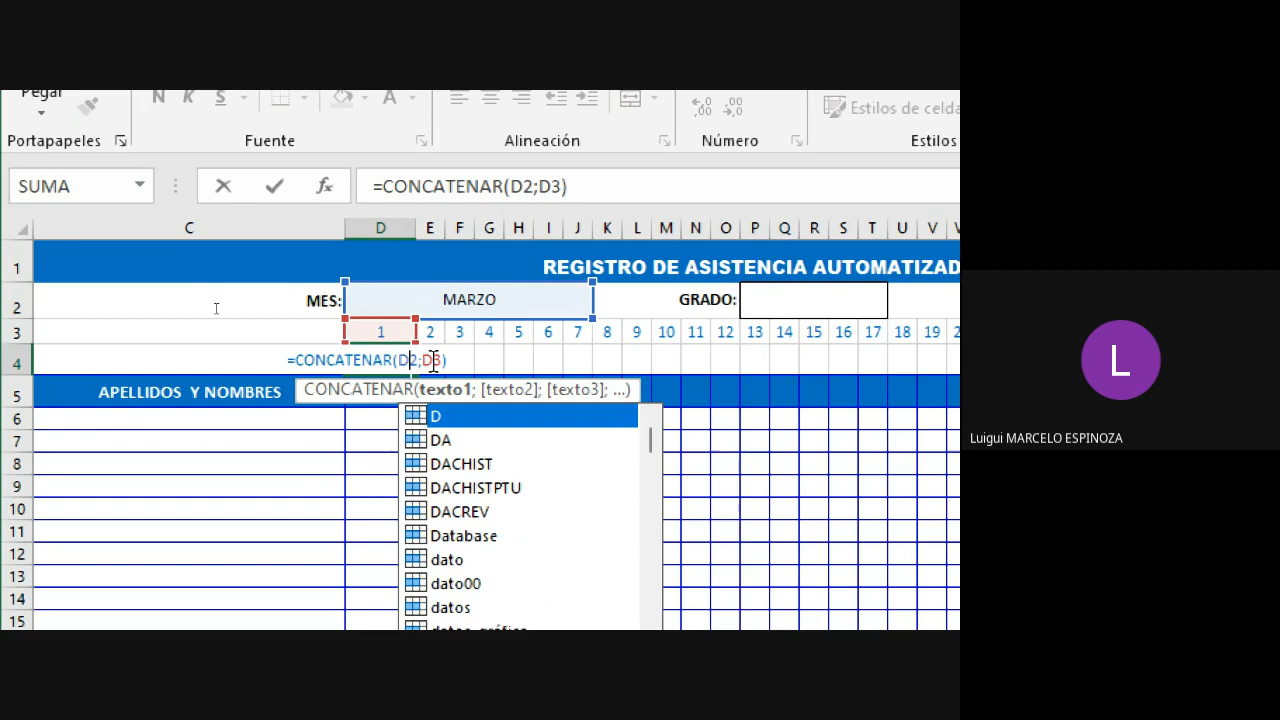 Pegar
N K S A
Estilos de celda
Portapapeles Fuente Alineación Número Estilos
SUMA fx =CONCATENAR(D2;D3)
C D E F G H I J K L M N O P Q R S T U V
1 REGISTRO DE ASISTENCIA AUTOMATIZAD
2 MES: MARZO GRADO:
3 1 2 3 4 5 6 7 8 9 10 11 12 13 14 15 16 17 18 19
4 =CONCATENAR(D2;D3)
5 APELLIDOS Y NOMBRES CONCATENAR(texto1; [texto2]; [texto3]; ...)
6 D
7 DA
8 DACHIST
9 DACHISTPTU
10 DACREV
11 Database
12 dato
13 dato00
14 datos
15
L
Luigui MARCELO ESPINOZA